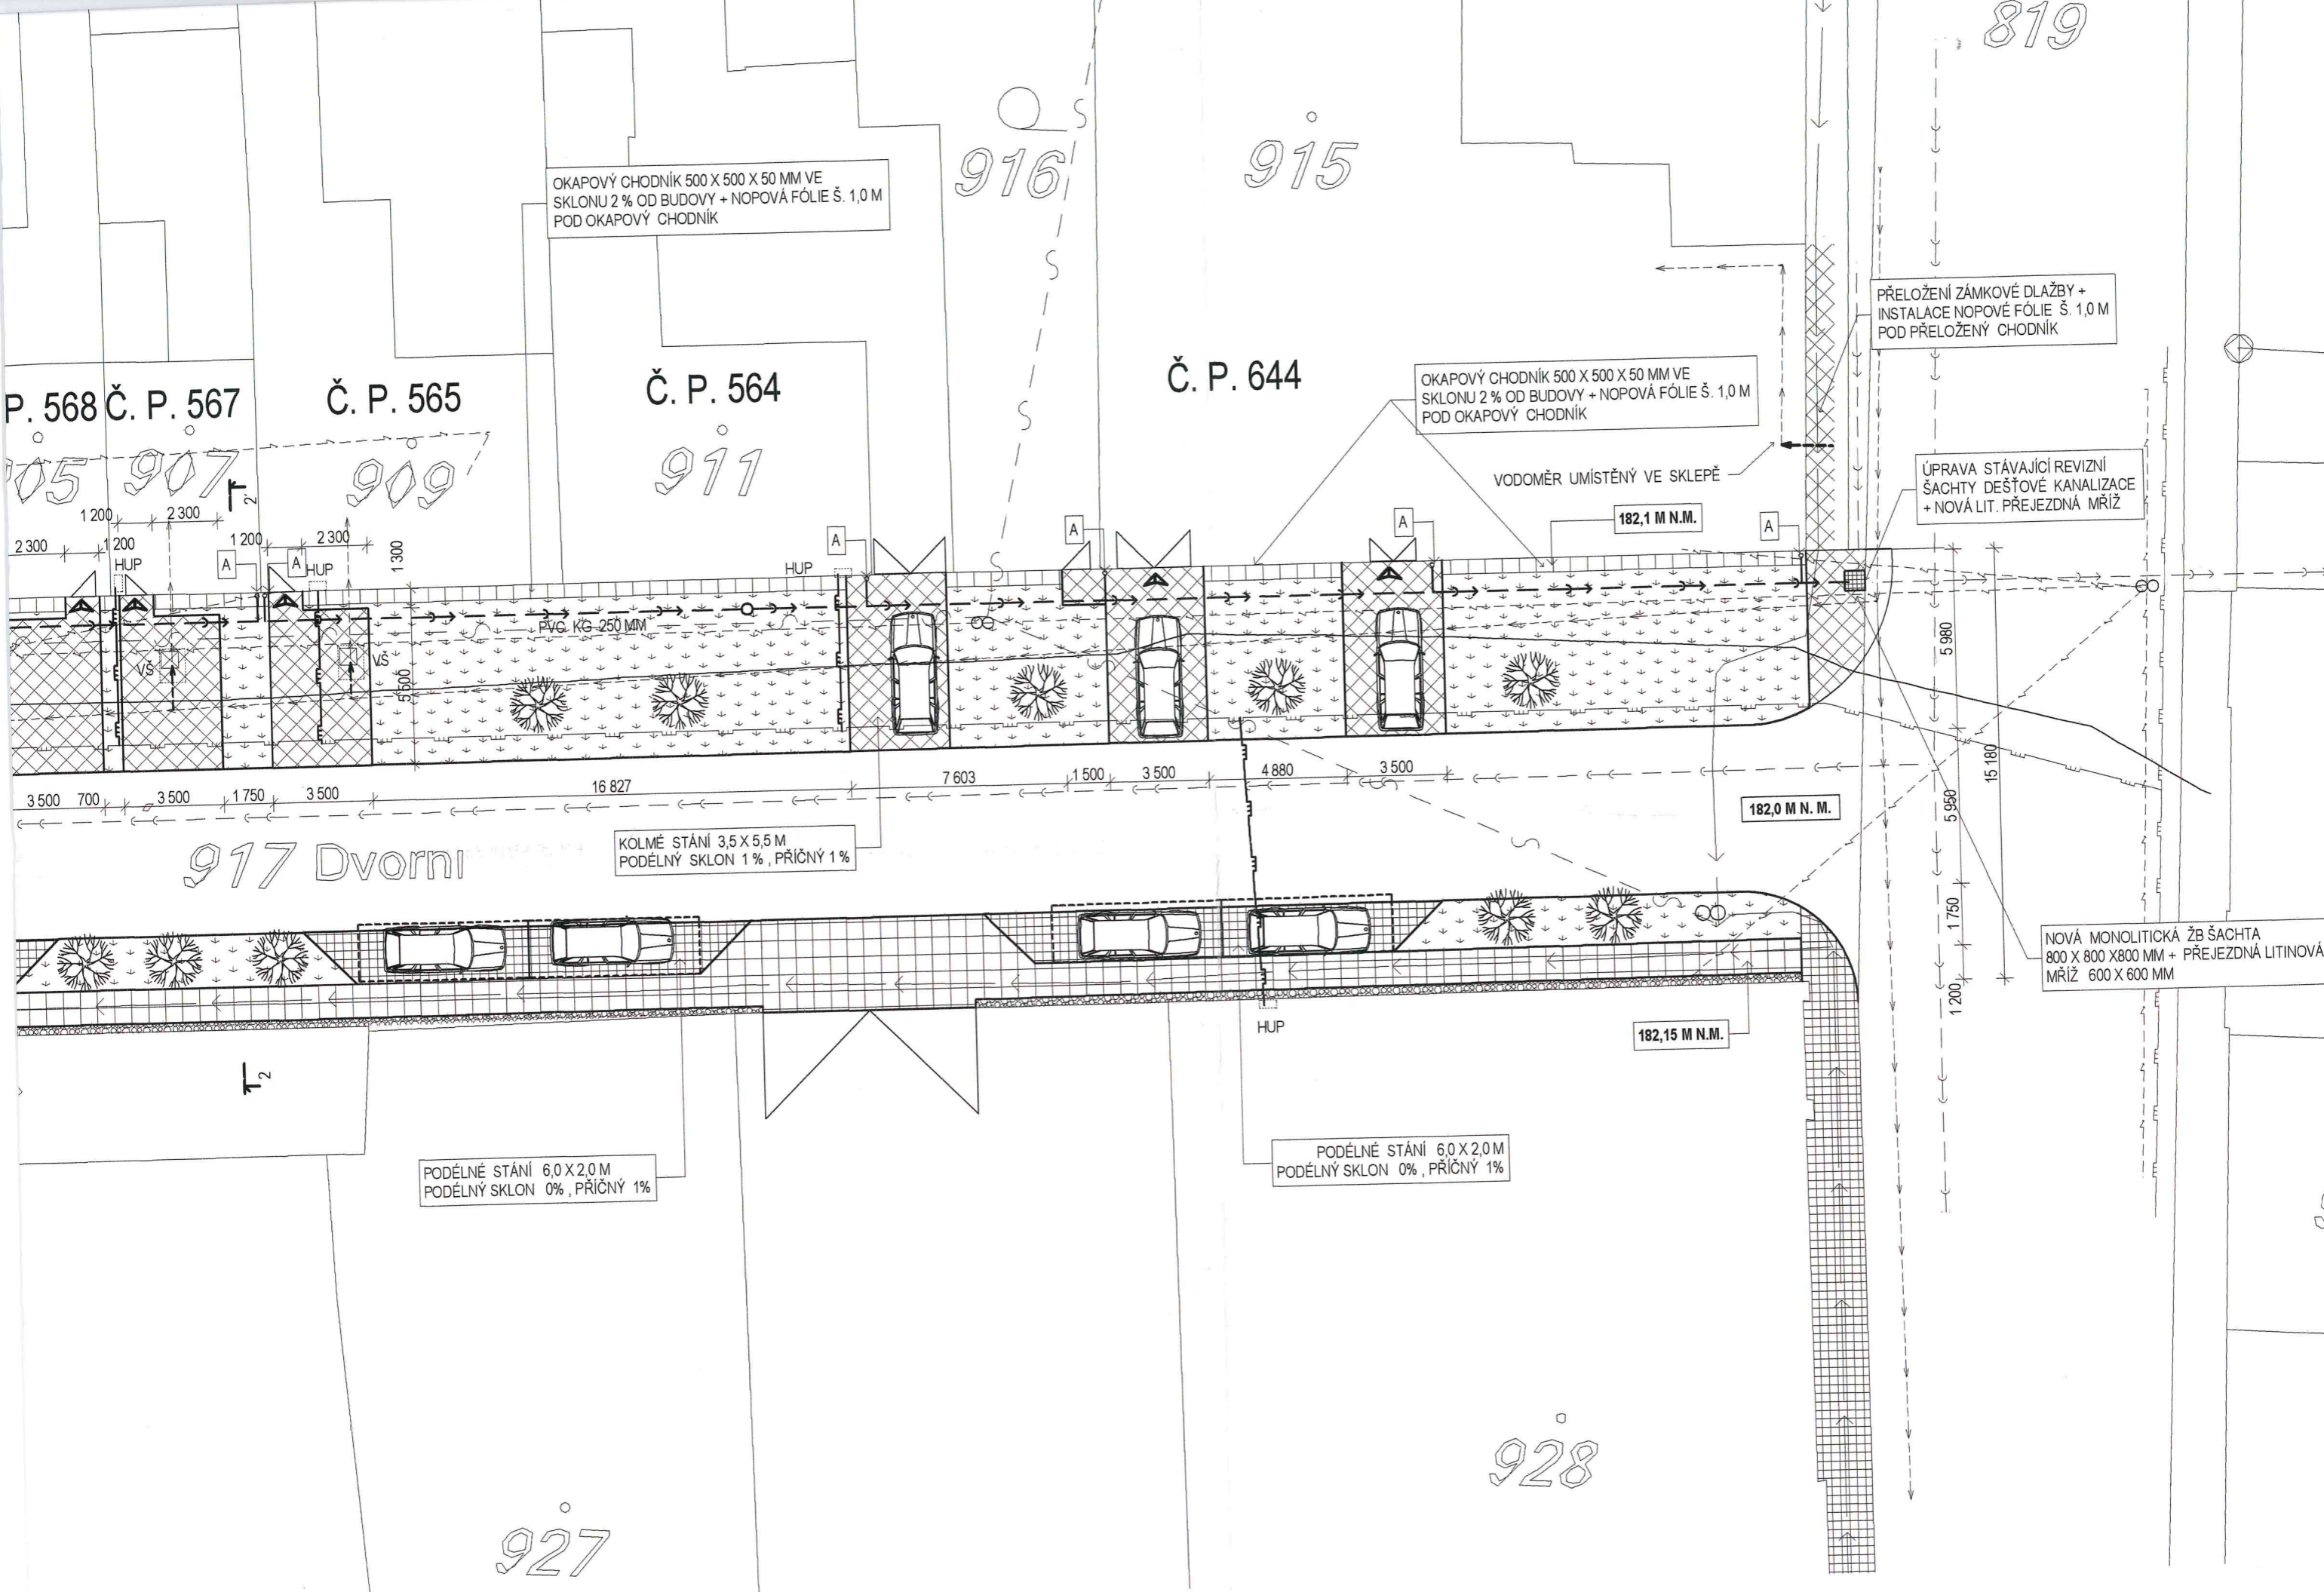 819
916
915
OKAPOVÝ CHODNÍK 500 X 500 X 50 MM VE
SKLONU 2 % OD BUDOVY + NOPOVÁ FÓLIE Š. 1,0 M
POD OKAPOVÝ CHODNÍK
PŘELOŽENÍ ZÁMKOVÉ DLAŽBY +
INSTALACE NOPOVÉ FÓLIE Š. 1,0 M
POD PŘELOŽENÝ CHODNÍK
P. 568
Č. P. 567
Č. P. 565
Č. P. 564
Č. P. 644
OKAPOVÝ CHODNÍK 500 X 500 X 50 MM VE
SKLONU 2 % OD BUDOVY + NOPOVÁ FÓLIE Š. 1,0 M
POD OKAPOVÝ CHODNÍK
905
907
909
911
VODOMĚR UMÍSTĚNÝ VE SKLEPĚ
ÚPRAVA STÁVAJÍCÍ REVIZNÍ
ŠACHTY DEŠŤOVÉ KANALIZACE
+ NOVÁ LIT. PŘEJEZDNÁ MŘÍŽ
2'
182,1 M N.M.
1 200
2 300
2 300
1 200
1 200
2 300
1 300
HUP
A
A
HUP
HUP
A
A
A
A
PVC KG 250 MM
VŠ
VŠ
5 500
5 980
15 180
5 950
1 750
1 200
3 500
700
3 500
1 750
3 500
16 827
7 603
1 500
3 500
4 880
3 500
182,0 M N. M.
917 Dvorní
KOLMÉ STÁNÍ 3,5 X 5,5 M
PODÉLNÝ SKLON 1 % , PŘÍČNÝ 1 %
NOVÁ MONOLITICKÁ ŽB ŠACHTA
800 X 800 X800 MM + PŘEJEZDNÁ LITINOVÁ
MŘÍŽ 600 X 600 MM
HUP
182,15 M N.M.
2
PODÉLNÉ STÁNÍ 6,0 X 2,0 M
PODÉLNÝ SKLON 0% , PŘÍČNÝ 1%
PODÉLNÉ STÁNÍ 6,0 X 2,0 M
PODÉLNÝ SKLON 0% , PŘÍČNÝ 1%
928
927